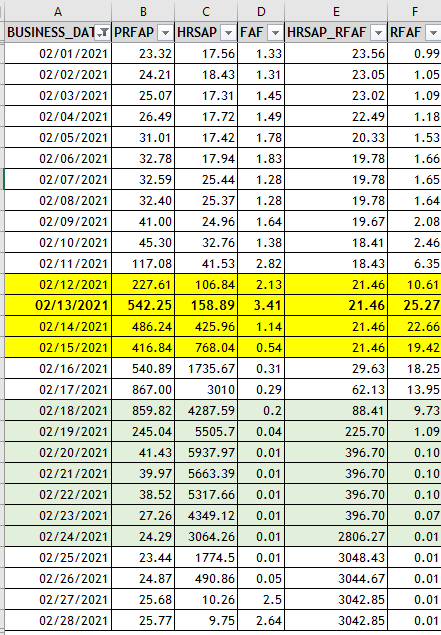 A B C D E F
BUSINESS_DAT PRFAP HRSAP FAF HRSAP_RFAF RFAF
02/01/2021 23.32 17.56 1.33 23.56 0.99
02/02/2021 24.21 18.43 1.31 23.05 1.05
02/03/2021 25.07 17.31 1.45 23.02 1.09
02/04/2021 26.49 17.72 1.49 22.49 1.18
02/05/2021 31.01 17.42 1.78 20.33 1.53
02/06/2021 32.78 17.94 1.83 19.78 1.66
02/07/2021 32.59 25.44 1.28 19.78 1.65
02/08/2021 32.40 25.37 1.28 19.78 1.64
02/09/2021 41.00 24.96 1.64 19.67 2.08
02/10/2021 45.30 32.76 1.38 18.41 2.46
02/11/2021 117.08 41.53 2.82 18.43 6.35
02/12/2021 227.61 106.84 2.13 21.46 10.61
02/13/2021 542.25 158.89 3.41 21.46 25.27
02/14/2021 486.24 425.96 1.14 21.46 22.66
02/15/2021 416.84 768.04 0.54 21.46 19.42
02/16/2021 540.89 1735.67 0.31 29.63 18.25
02/17/2021 867.00 3010 0.29 62.13 13.95
02/18/2021 859.82 4287.59 0.2 88.41 9.73
02/19/2021 245.04 5505.7 0.04 225.70 1.09
02/20/2021 41.43 5937.97 0.01 396.70 0.10
02/21/2021 39.97 5663.39 0.01 396.70 0.10
02/22/2021 38.52 5317.66 0.01 396.70 0.10
02/23/2021 27.26 4349.12 0.01 396.70 0.07
02/24/2021 24.29 3064.26 0.01 2806.27 0.01
02/25/2021 23.44 1774.5 0.01 3048.43 0.01
02/26/2021 24.87 490.86 0.05 3044.67 0.01
02/27/2021 25.68 10.26 2.5 3042.85 0.01
02/28/2021 25.77 9.75 2.64 3042.85 0.01